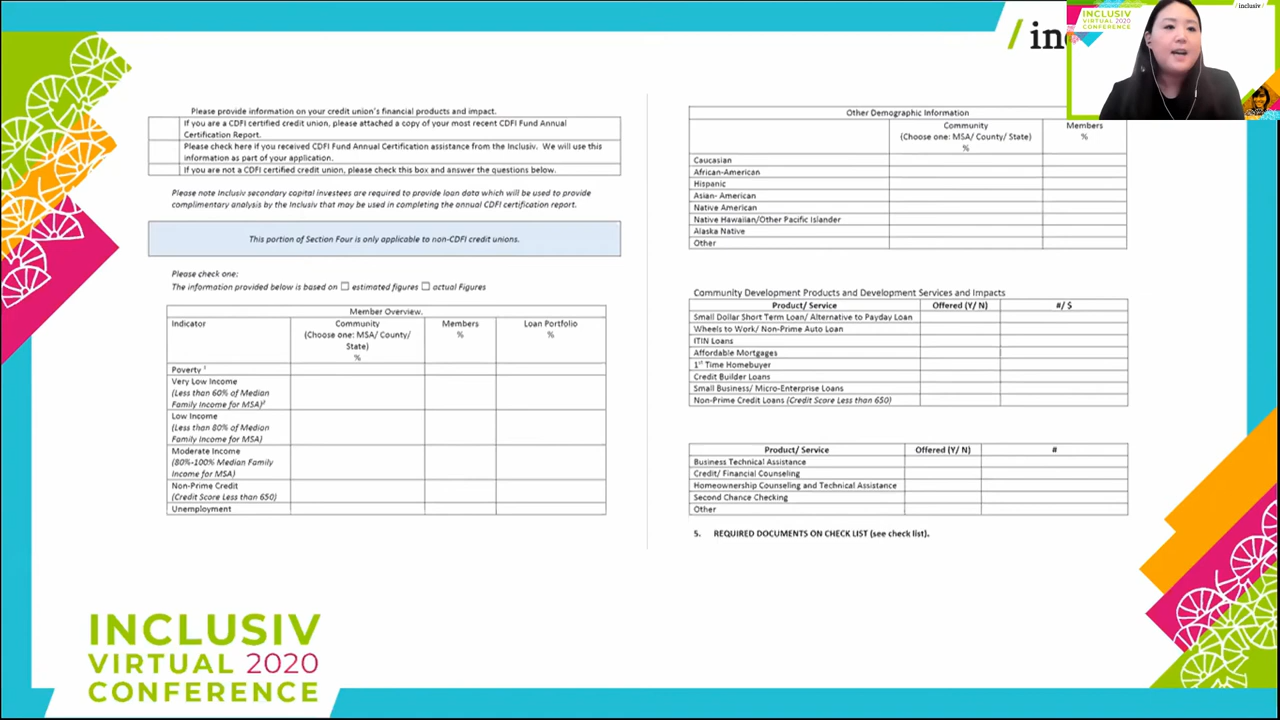 Please provide information on your credit union's financial products and impact.
If you are a CDFI certified credit union, please attached a copy of your most recent CDFI Fund Annual
Certification Report.
Please check here if you received CDFI Fund Annual Certification assistance from the Inclusiv. We will use this
information as part of your application.
If you are not a CDFI certified credit union, please check this box and answer the questions below.
Please note Inclusiv secondary capital investees are required to provide loan data which will be used to provide
complimentary analysis by the Inclusiv that may be used in completing the annual CDFI certification report.
This portion of Section Four is only applicable to non-CDFI credit unions.
Please check one:
The information provided below is based on ☐ estimated figures ☐ actual Figures
Member Overview.
Indicator Community Members Loan Portfolio
(Choose one: MSA/ County/ % %
State)
%
Poverty ¹
Very Low Income
(Less than 60% of Median
Family Income for MSA)²
Low Income
(Less than 80% of Median
Family Income for MSA)
Moderate Income
(80%-100% Median Family
Income for MSA)
Non-Prime Credit
(Credit Score Less than 650)
Unemployment
Other Demographic Information
Community Members
(Choose one: MSA/ County/ State) %
%
Caucasian
African-American
Hispanic
Asian- American
Native American
Native Hawaiian/Other Pacific Islander
Alaska Native
Other
Community Development Products and Development Services and Impacts
Product/ Service Offered (Y/ N) #/ $
Small Dollar Short Term Loan/ Alternative to Payday Loan
Wheels to Work/ Non-Prime Auto Loan
ITIN Loans
Affordable Mortgages
1st Time Homebuyer
Credit Builder Loans
Small Business/ Micro-Enterprise Loans
Non-Prime Credit Loans (Credit Score Less than 650)
Product/ Service Offered (Y/ N) #
Business Technical Assistance
Credit/ Financial Counseling
Homeownership Counseling and Technical Assistance
Second Chance Checking
Other
5. REQUIRED DOCUMENTS ON CHECK LIST (see check list).
INCLUSIV
VIRTUAL 2020
CONFERENCE
INCLUSIV
VIRTUAL 2020
CONFERENCE
/ inclusiv /